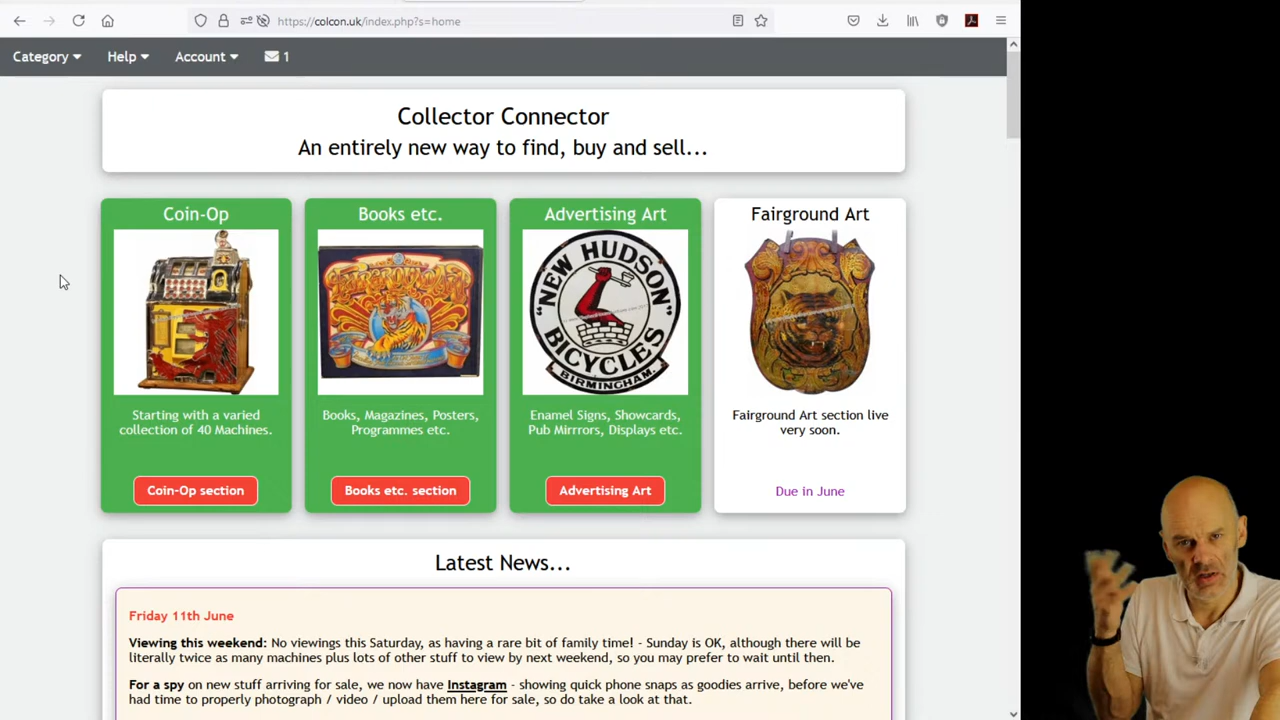 https://colcon.uk/index.php?s=home
Category Help Account 1
Collector Connector
An entirely new way to find, buy and sell...
Coin-Op
Books etc.
Advertising Art
Fairground Art
FAIRGROUND ART
"NEW HUDSON"
BICYCLES
BIRMINGHAM.
Starting with a varied
collection of 40 Machines.
Books, Magazines, Posters,
Programmes etc.
Enamel Signs, Showcards,
Pub Mirrrors, Displays etc.
Fairground Art section live
very soon.
Coin-Op section
Books etc. section
Advertising Art
Due in June
Latest News...
Friday 11th June
Viewing this weekend: No viewings this Saturday, as having a rare bit of family time! - Sunday is OK, although there will be
literally twice as many machines plus lots of other stuff to view by next weekend, so you may prefer to wait until then.
For a spy on new stuff arriving for sale, we now have Instagram - showing quick phone snaps as goodies arrive, before we've
had time to properly photograph / video / upload them here for sale, so do take a look at that.